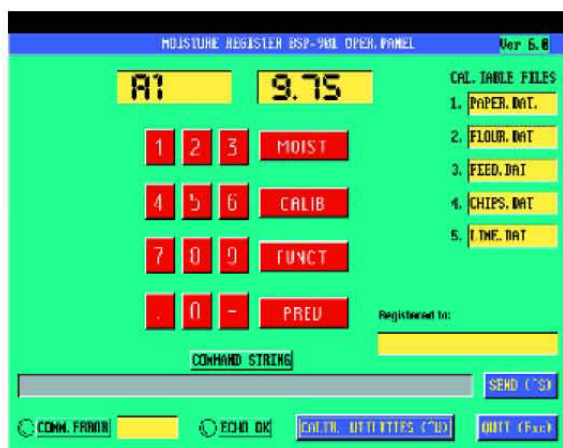 MOISTURE REGISTER BSP-901 OPER.PANEL Ver 6.0
A1 9.75
CAL.TABLE FILES
1. PAPER.DAT.
2. FLOUR.DAT
3. FEED.DAT
4. CHIPS.DAT
5. LIME.DAT
1 2 3 MOIST
4 5 6 CALIB
7 8 9 FUNCT
. 0 - PREV
Registered to:
COMMAND STRING
SEND (^S)
COMM.ERROR ECHO OK CALIB. UTILITIES (^U) QUIT (Esc)